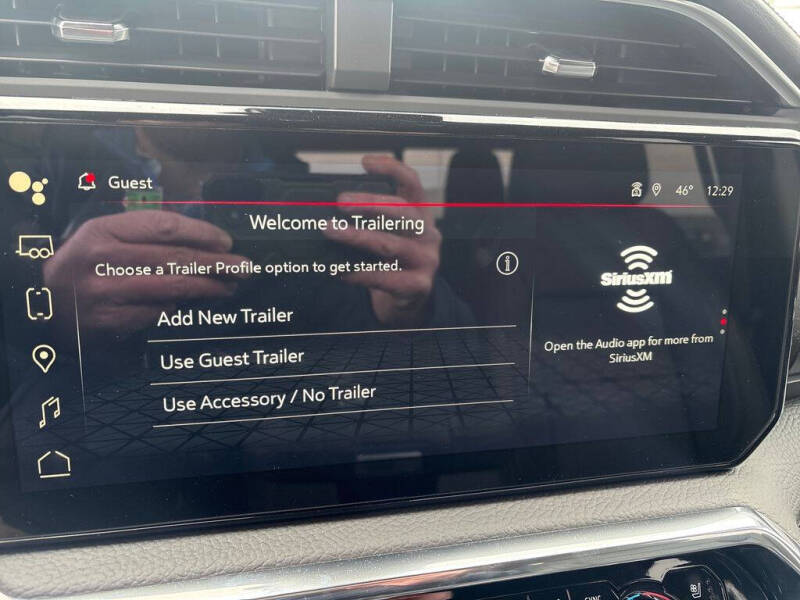 Guest
46° 12:29
Welcome to Trailering
Choose a Trailer Profile option to get started.
i
Add New Trailer
Use Guest Trailer
Use Accessory / No Trailer
SiriusXM
Open the Audio app for more from
SiriusXM
SYNC